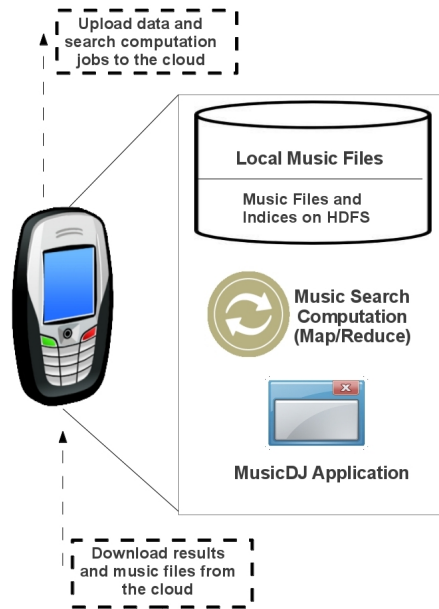 Upload data and
search computation
jobs to the cloud
Local Music Files
Music Files and
Indices on HDFS
Music Search
Computation
(Map/Reduce)
MusicDJ Application
Download results
and music files from
the cloud